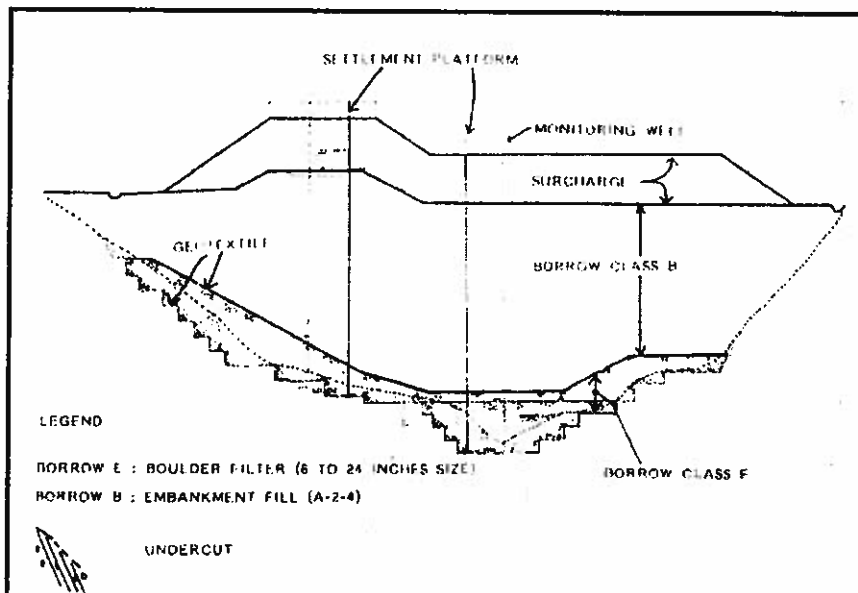 SETTLEMENT PLATFORM
MONITORING WELL
SURCHARGE
GEOTEXTILE
BORROW CLASS B
LEGEND
BORROW CLASS E
BORROW E : BOULDER FILTER (6 TO 24 INCHES SIZE)
BORROW B : EMBANKMENT FILL (A-2-4)
UNDERCUT